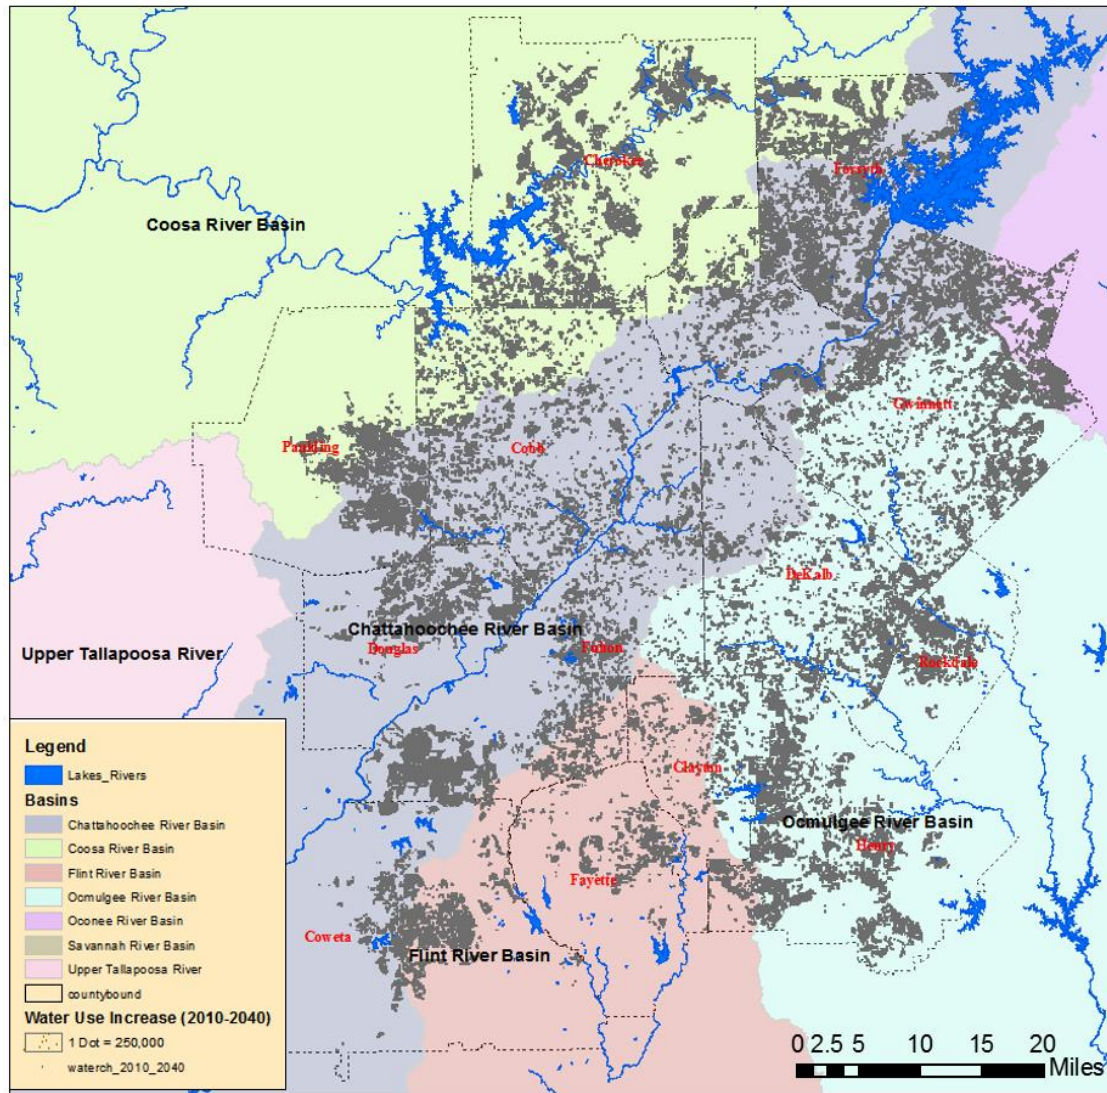 Cherokee
Forsyth
Coosa River Basin
Gwinnett
Paulding
Cobb
DeKalb
Chattahoochee River Basin
Douglas
Fulton
Upper Tallapoosa River
Rockdale
Clayton
Ocmulgee River Basin
Henry
Fayette
Coweta
Flint River Basin
Legend
Lakes_Rivers
Basins
Chattahoochee River Basin
Coosa River Basin
Flint River Basin
Ocmulgee River Basin
Oconee River Basin
Savannah River Basin
Upper Tallapoosa River
countybound
Water Use Increase (2010-2040)
1 Dot = 250,000
waterch_2010_2040
0 2.5 5 10 15 20
Miles